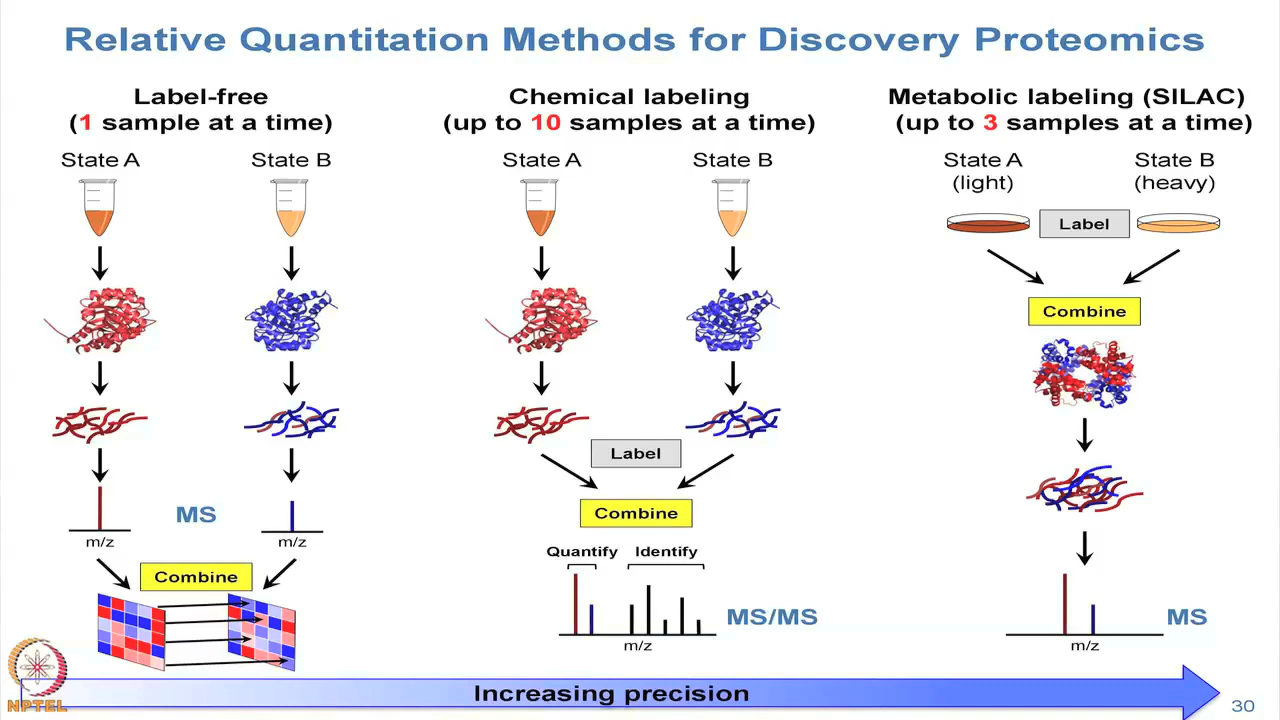 Relative Quantitation Methods for Discovery Proteomics
Label-free
(1 sample at a time)
State A
State B
m/z
MS
m/z
Combine
Chemical labeling
(up to 10 samples at a time)
State A
State B
Label
Combine
Quantify
Identify
MS/MS
m/z
Metabolic labeling (SILAC)
(up to 3 samples at a time)
State A
(light)
State B
(heavy)
Label
Combine
MS
m/z
Increasing precision
NPTEL
30